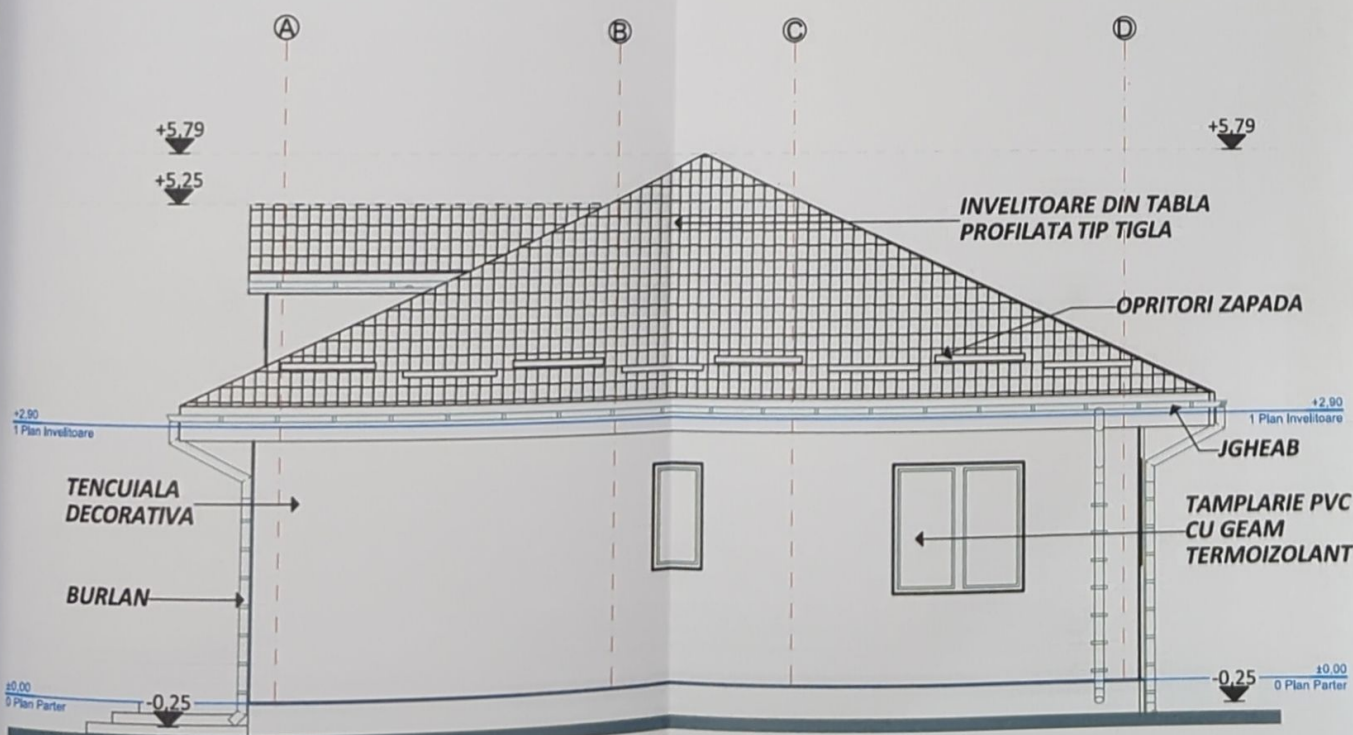 A
B
C
D
+5,79
+5,79
+5,25
INVELITOARE DIN TABLA
PROFILATA TIP TIGLA
OPRITORI ZAPADA
+2,90
1 Plan Invelitoare
+2,90
1 Plan Invelitoare
JGHEAB
TENCUIALA
DECORATIVA
TAMPLARIE PVC
CU GEAM
TERMOIZOLANT
BURLAN
±0,00
0 Plan Parter
-0,25
-0,25
±0,00
0 Plan Parter